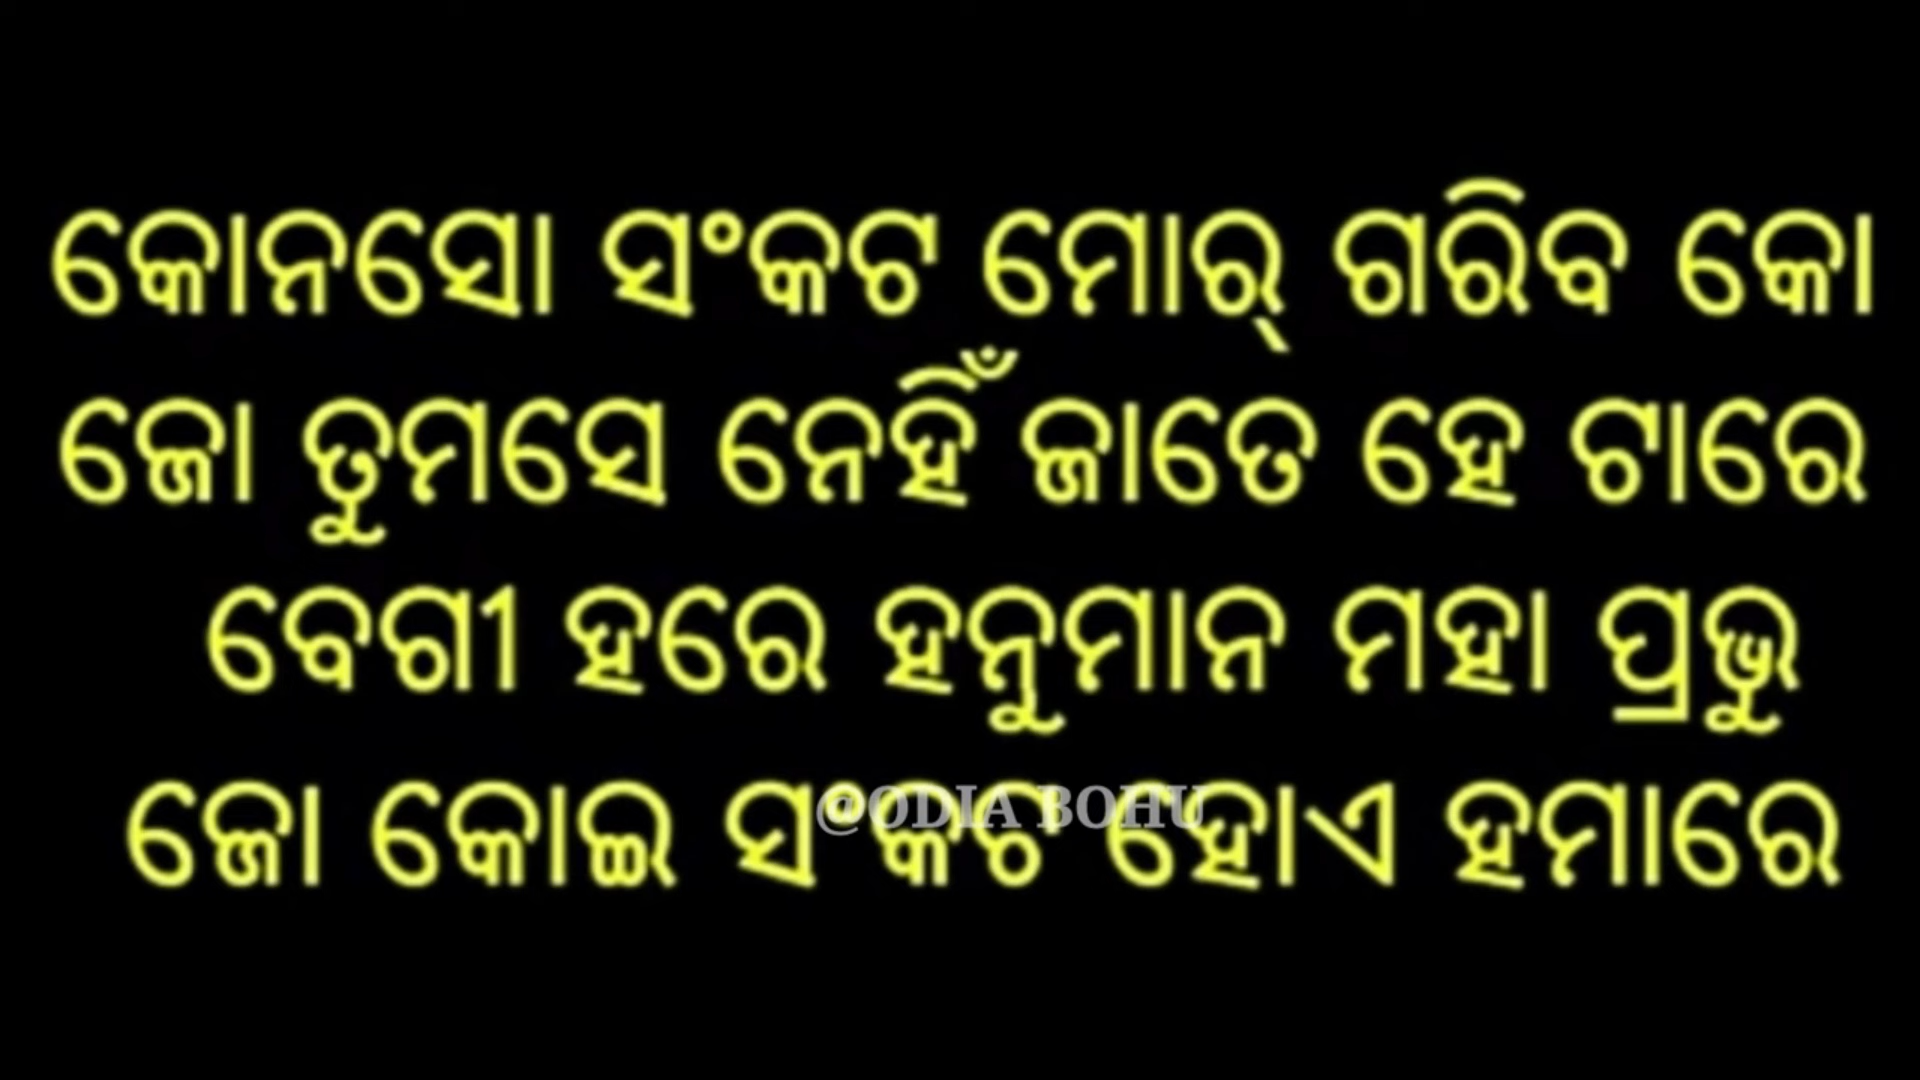 କୋନସୋ ସଂକଟ ମୋର୍ ଗରିବ କୋ
ଜୋ ତୁମସେ ନେହିଁ ଜାତେ ହେ ଟାରେ
ବେଗୀ ହରେ ହନୁମାନ ମହା ପ୍ରଭୁ
ଜୋ କୋଇ ସଂକଟ ହୋଏ ହମାରେ
@ODIA BOHU